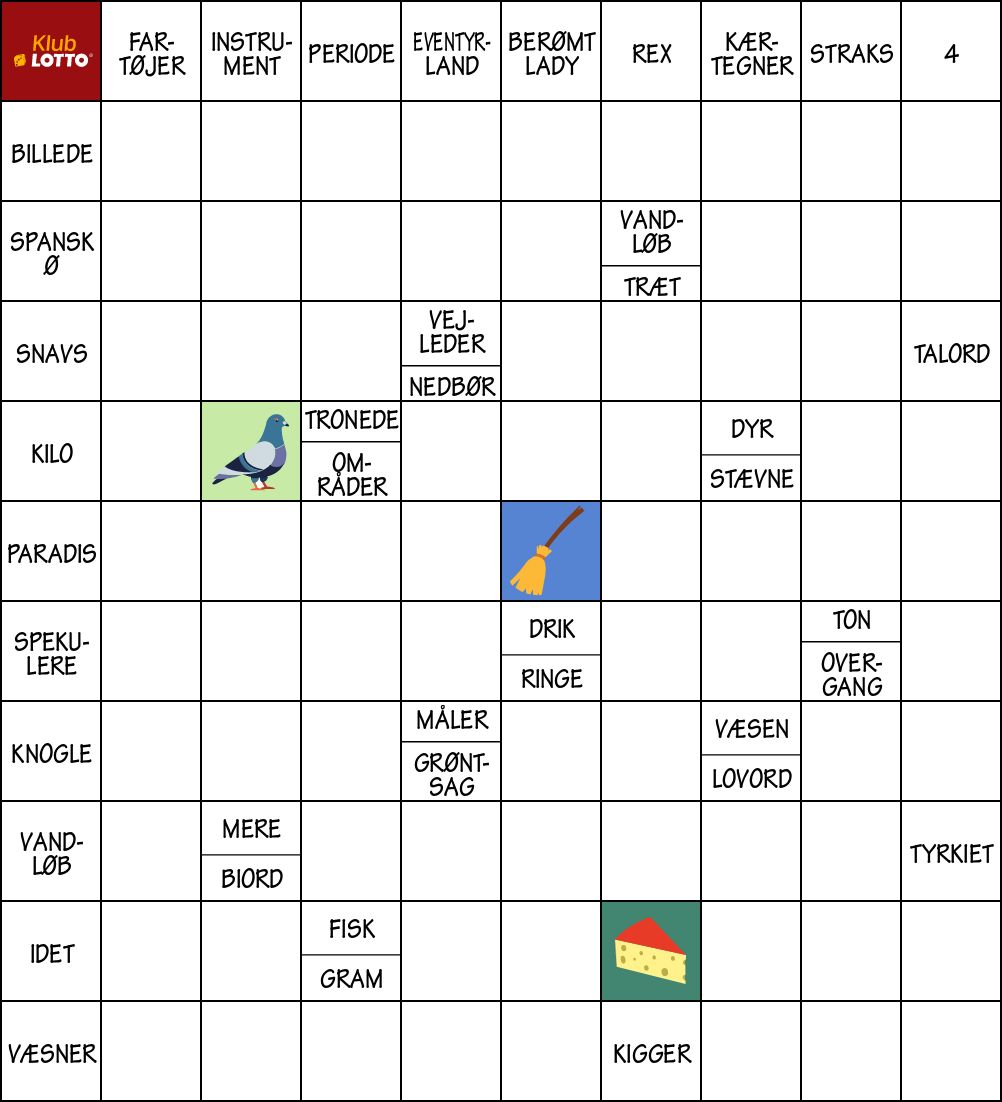 Klub
LOTTO
FAR-
TØJER
INSTRU-
MENT
PERIODE
EVENTYR-
LAND
BERØMT
LADY
REX
KÆR-
TEGNER
STRAKS
4
BILLEDE
SPANSK
Ø
VAND-
LØB
TRÆT
SNAVS
VEJ-
LEDER
NEDBØR
TALORD
KILO
TRONEDE
OM-
RÅDER
DYR
STÆVNE
PARADIS
SPEKU-
LERE
DRIK
RINGE
TON
OVER-
GANG
KNOGLE
MÅLER
GRØNT-
SAG
VÆSEN
LOVORD
VAND-
LØB
MERE
BIORD
TYRKIET
IDET
FISK
GRAM
VÆSNER
KIGGER